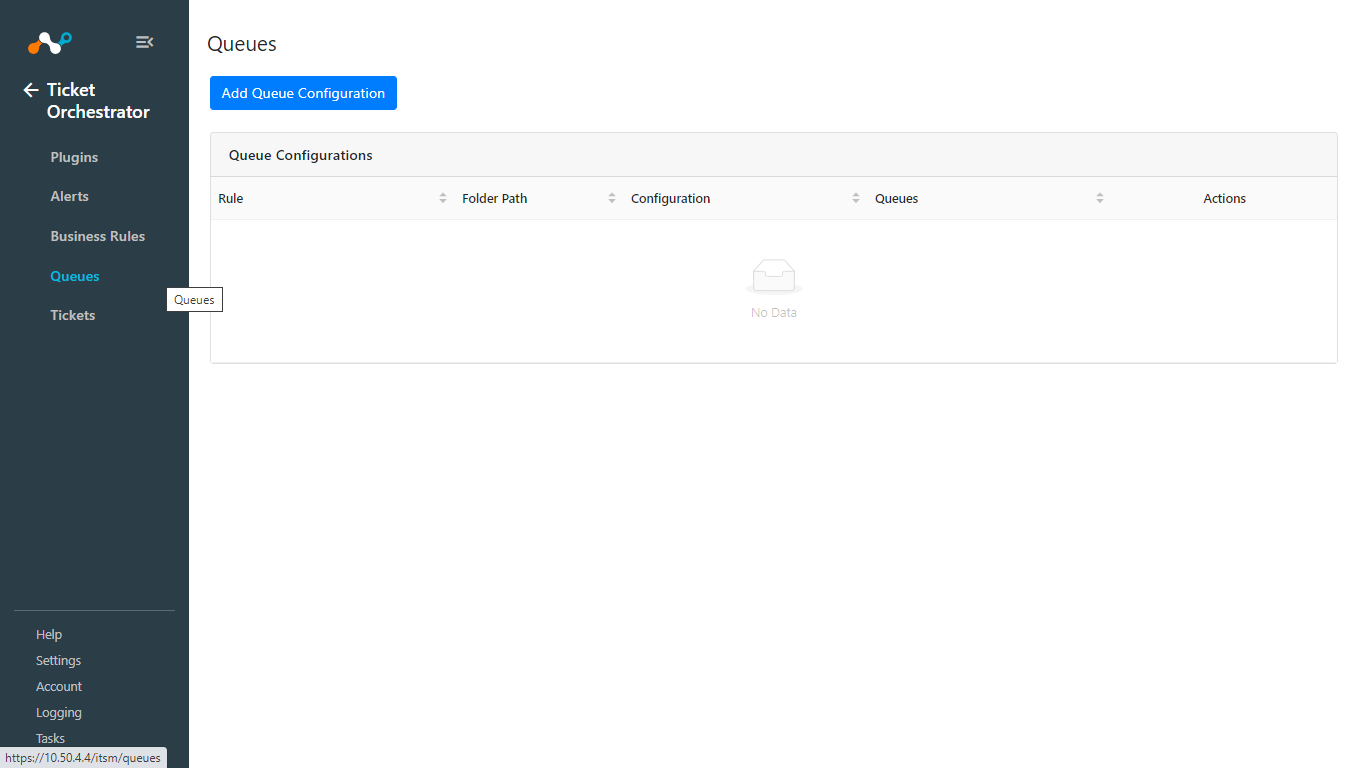 Ticket
Orchestrator
Plugins
Alerts
Business Rules
Queues
Tickets
Queues
Help
Settings
Account
Logging
Tasks
https://10.50.4.4/itsm/queues
Queues
Add Queue Configuration
Queue Configurations
Rule Folder Path Configuration Queues Actions
No Data